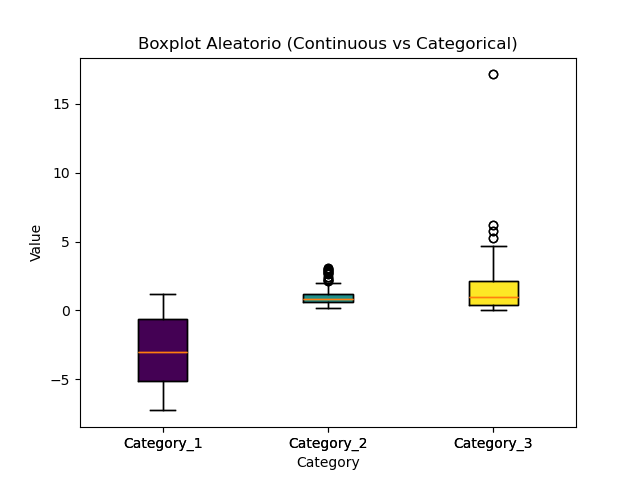 Boxplot Aleatorio (Continuous vs Categorical)
Value
15
10
5
0
−5
Category_1 Category_2 Category_3
Category